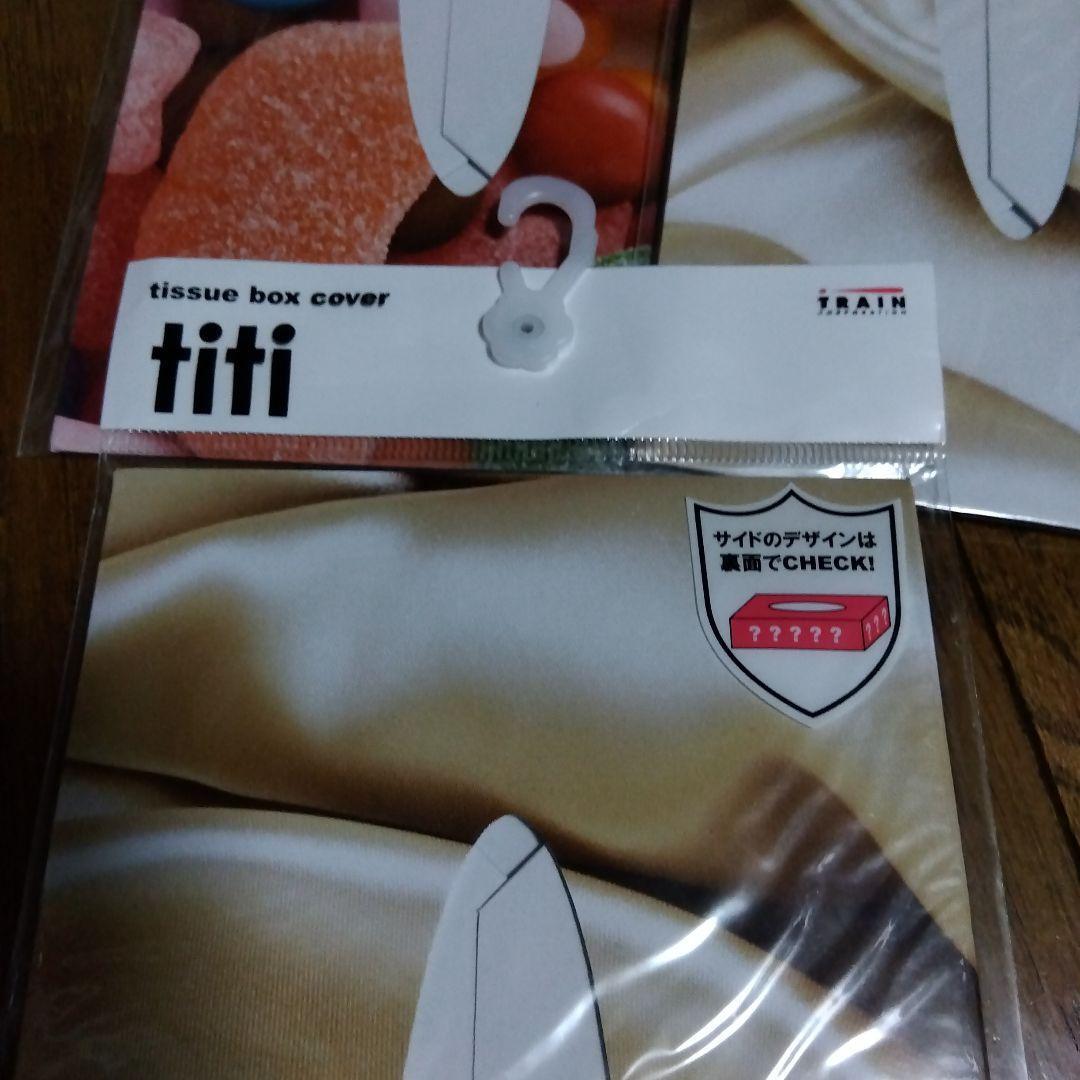 tissue box cover
titi
TRAIN
CORPORATION
サイドのデザインは
裏面でCHECK!
? ? ? ? ?
? ? ?